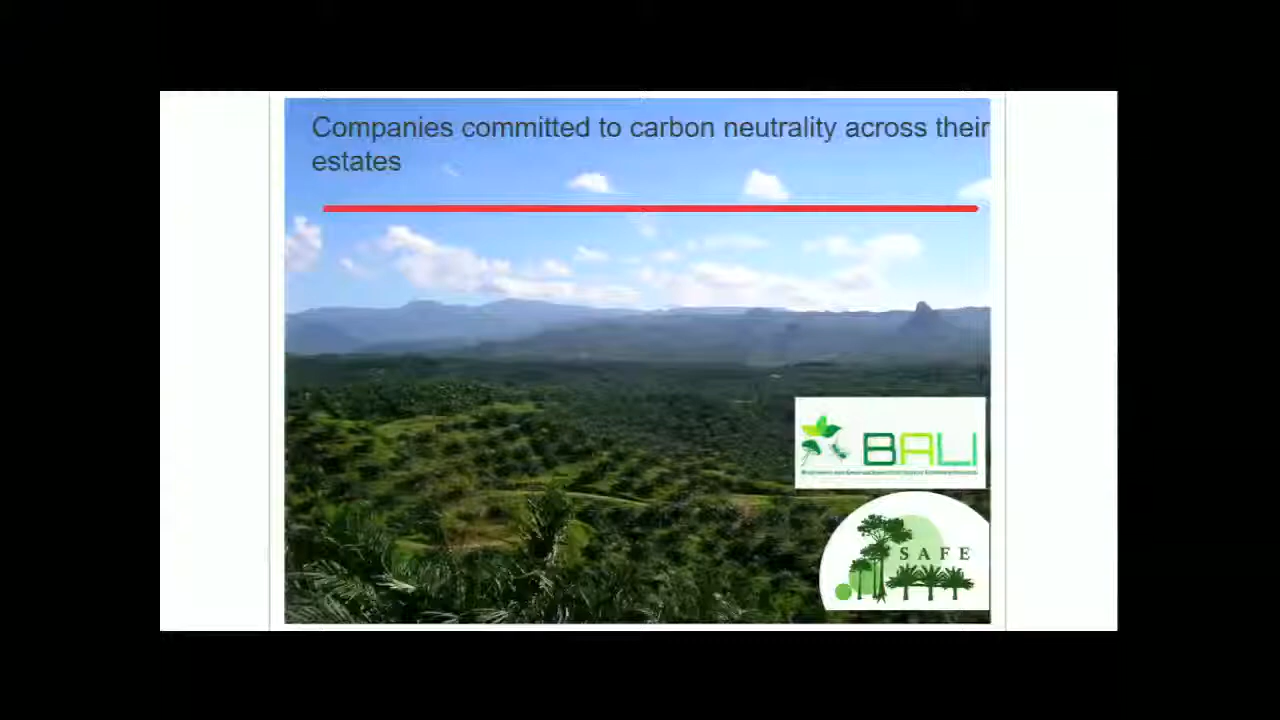 Companies committed to carbon neutrality across their
estates
BALI
SAFE